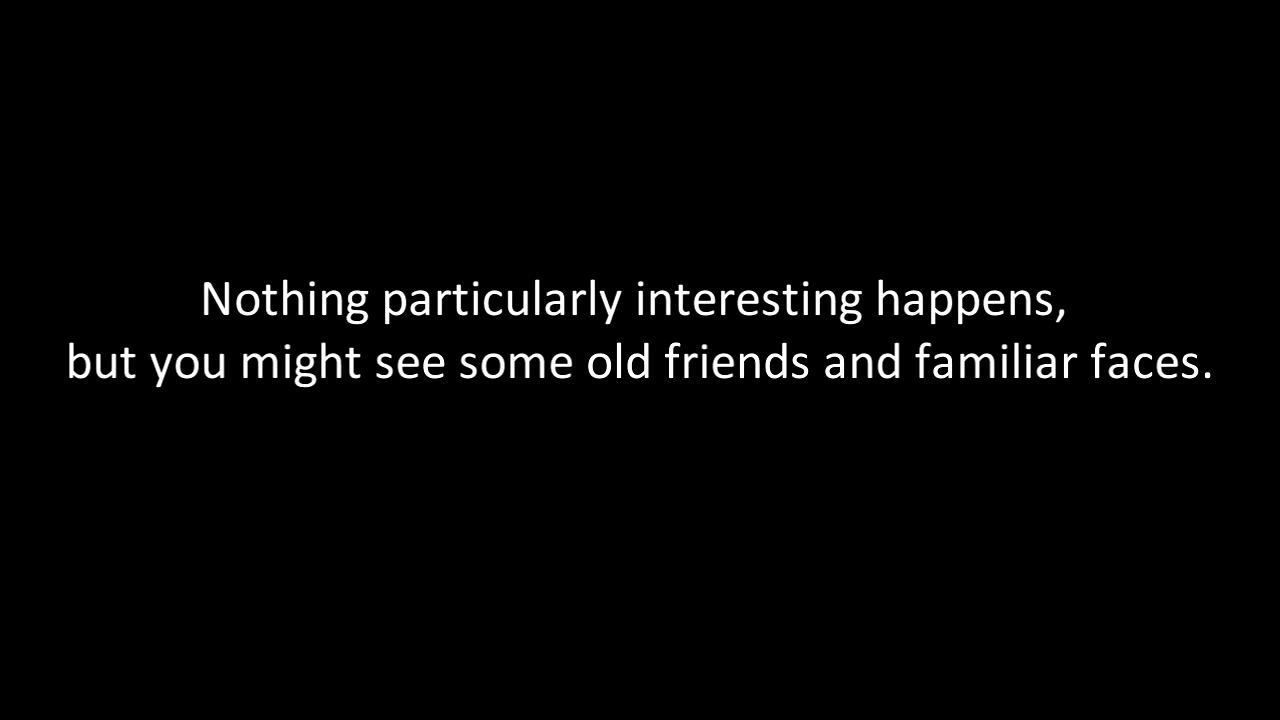 Nothing particularly interesting happens,
but you might see some old friends and familiar faces.